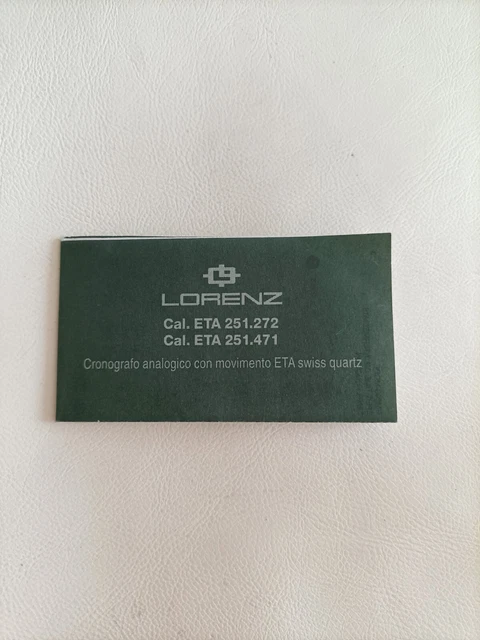 LORENZ
Cal. ETA 251.272
Cal. ETA 251.471
Cronografo analogico con movimento ETA swiss quartz